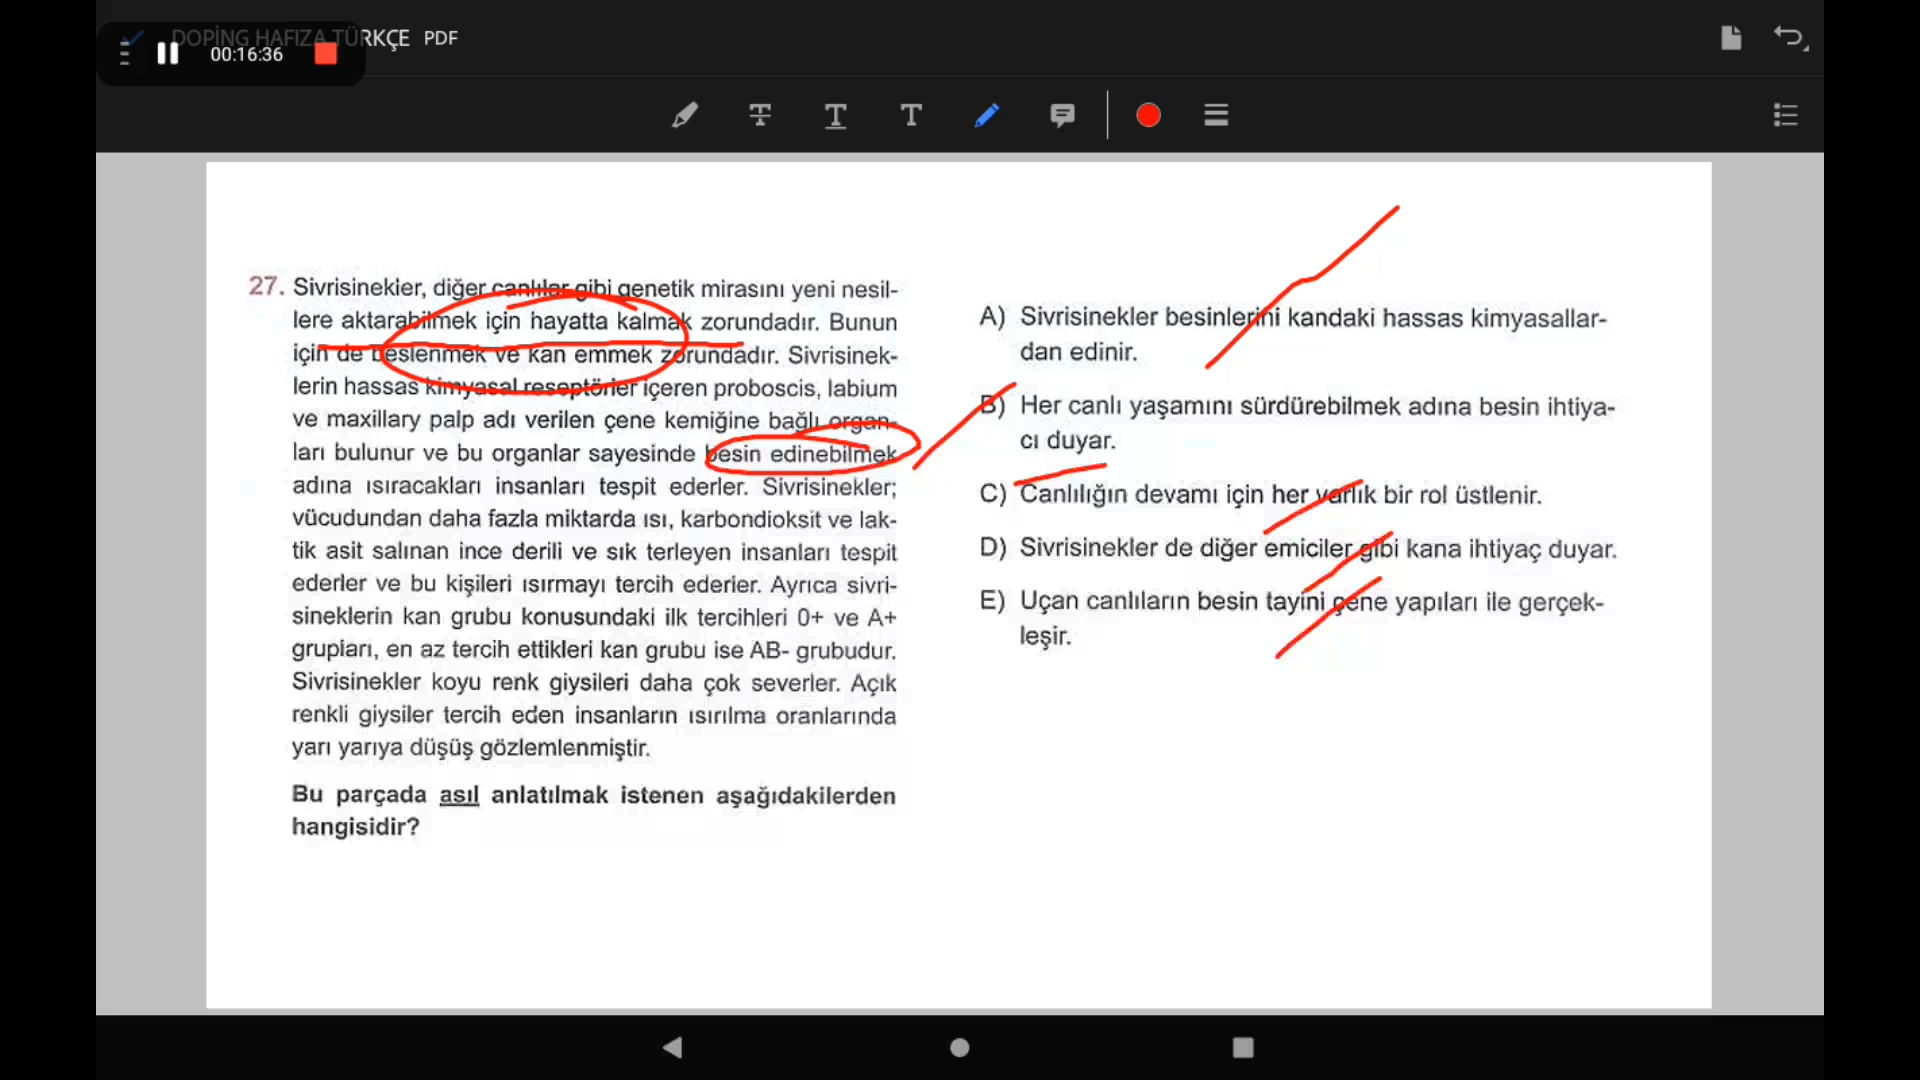 DOPİNG HAFIZA TÜRKÇE PDF
00:16:36
27. Sivrisinekler, diğer canlılar gibi genetik mirasını yeni nesil-
lere aktarabilmek için hayatta kalmak zorundadır. Bunun
için de beslenmek ve kan emmek zorundadır. Sivrisinek-
lerin hassas kimyasal reseptörler içeren proboscis, labium
ve maxillary palp adı verilen çene kemiğine bağlı organ-
ları bulunur ve bu organlar sayesinde besin edinebilmek
adına ısıracakları insanları tespit ederler. Sivrisinekler;
vücudundan daha fazla miktarda ısı, karbondioksit ve lak-
tik asit salınan ince derili ve sık terleyen insanları tespit
ederler ve bu kişileri ısırmayı tercih ederler. Ayrıca sivri-
sineklerin kan grubu konusundaki ilk tercihleri 0+ ve A+
grupları, en az tercih ettikleri kan grubu ise AB- grubudur.
Sivrisinekler koyu renk giysileri daha çok severler. Açık
renkli giysiler tercih eden insanların ısırılma oranlarında
yarı yarıya düşüş gözlemlenmiştir.
Bu parçada asıl anlatılmak istenen aşağıdakilerden
hangisidir?
A) Sivrisinekler besinlerini kandaki hassas kimyasallar-
dan edinir.
B) Her canlı yaşamını sürdürebilmek adına besin ihtiya-
cı duyar.
C) Canlılığın devamı için her varlık bir rol üstlenir.
D) Sivrisinekler de diğer emiciler gibi kana ihtiyaç duyar.
E) Uçan canlıların besin tayini çene yapıları ile gerçek-
leşir.